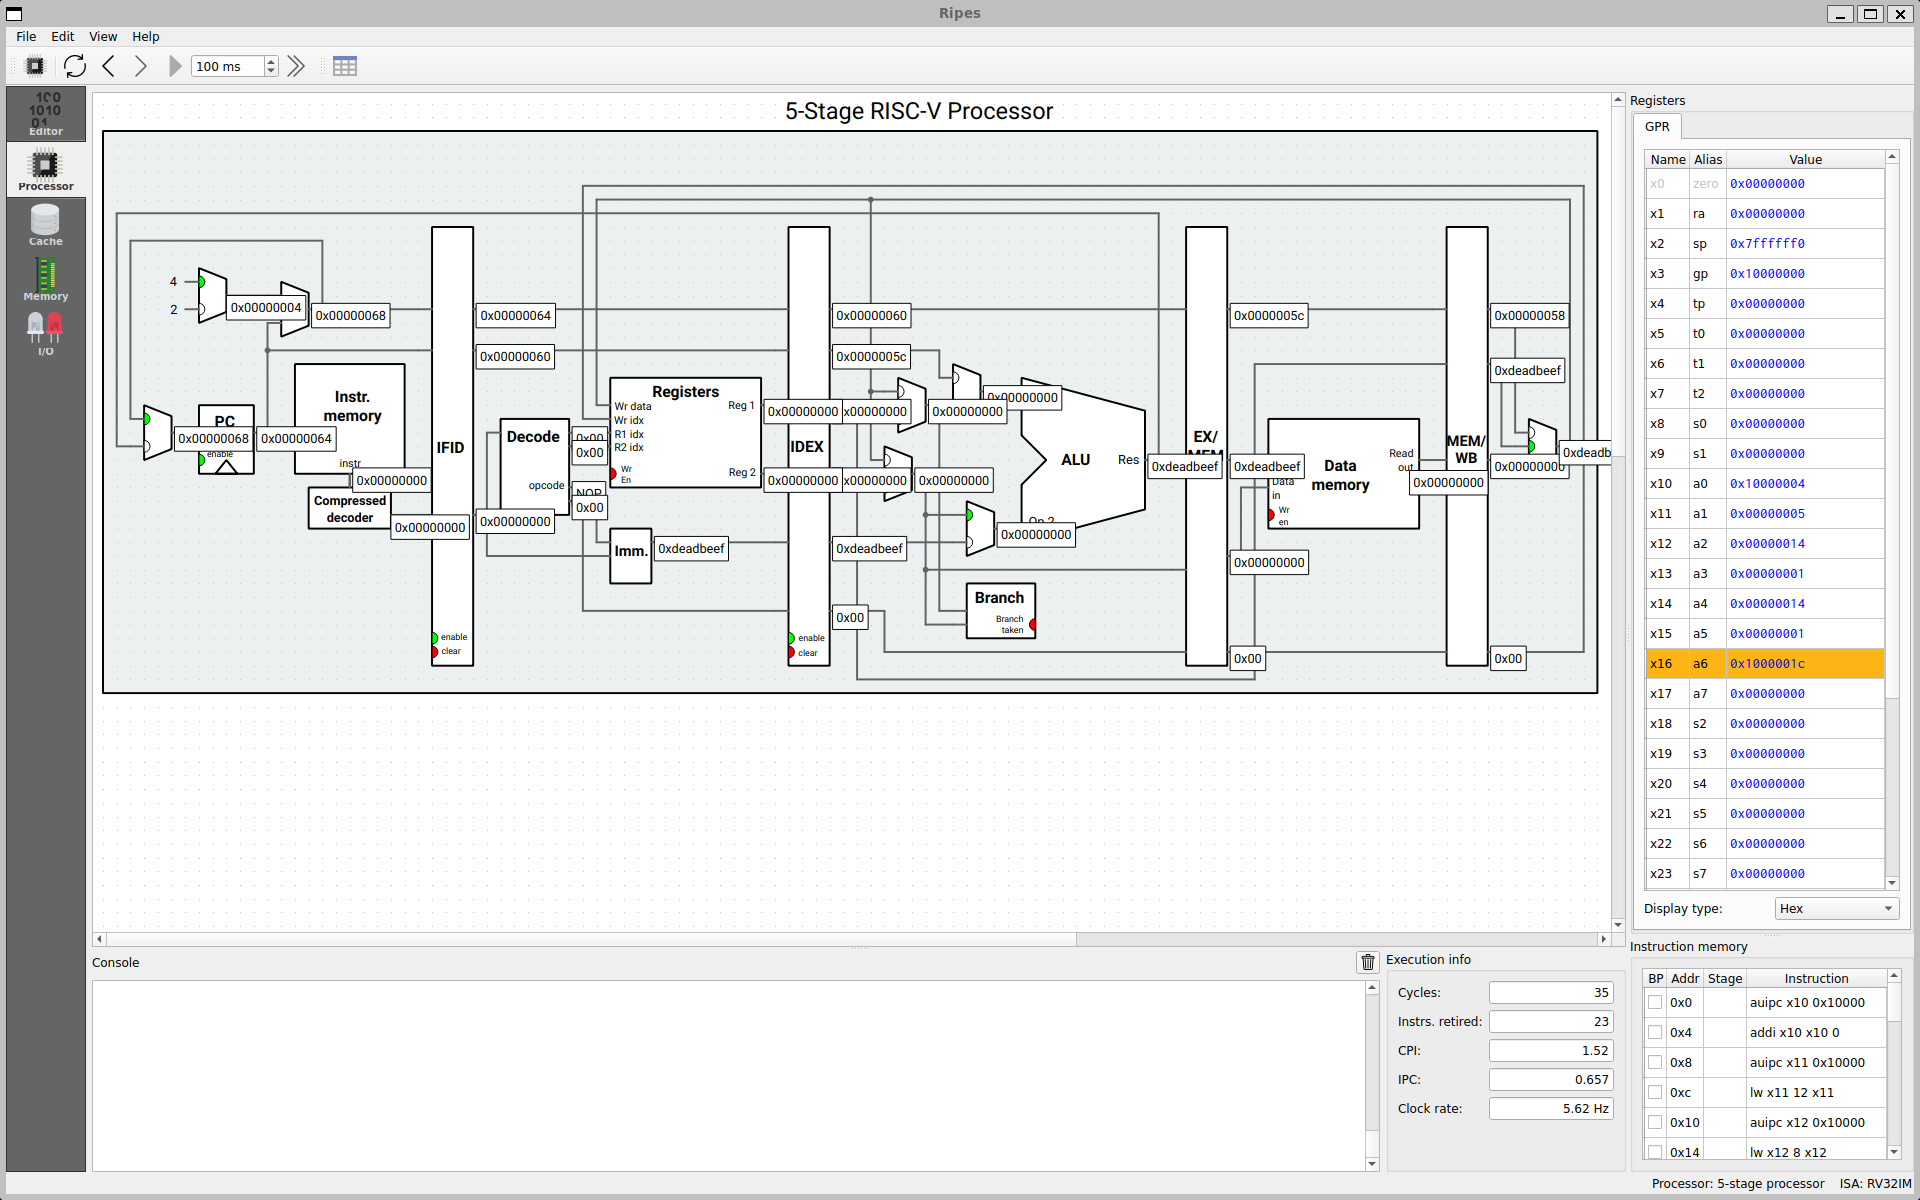 Ripes
File Edit View Help
100 ms
Editor
Processor
Cache
Memory
I/O
5-Stage RISC-V Processor
4
2
0x00000004
0x00000068
0x00000064
0x00000060
0x0000005c
0x00000058
0x00000060
0x0000005c
0xdeadbeef
PC
0x00000068
0x00000064
enable
Instr.
memory
instr
0x00000000
Compressed
decoder
0x00000000
IFID
enable
clear
Decode
opcode
0x00000000
0x00
0x00
NOP
0x00
Registers
Wr data
Wr idx
R1 idx
R2 idx
Wr
En
Reg 1
Reg 2
0x00000000
0x00000000
Imm.
0xdeadbeef
IDEX
enable
clear
x00000000
x00000000
0xdeadbeef
0x00
0x00000000
0x00000000
0x00000000
0x00000000
ALU
Res
Op 2
Branch
Branch
taken
0xdeadbeef
EX/
MEM
0xdeadbeef
0x00000000
0x00
Data
memory
Data
in
Wr
en
Read
out
0x00000000
MEM/
WB
0x00000000
0xdeadb
0x00
Registers
GPR
Name Alias Value
x0 zero 0x00000000
x1 ra 0x00000000
x2 sp 0x7ffffff0
x3 gp 0x10000000
x4 tp 0x00000000
x5 t0 0x00000000
x6 t1 0x00000000
x7 t2 0x00000000
x8 s0 0x00000000
x9 s1 0x00000000
x10 a0 0x10000004
x11 a1 0x00000005
x12 a2 0x00000014
x13 a3 0x00000001
x14 a4 0x00000014
x15 a5 0x00000001
x16 a6 0x1000001c
x17 a7 0x00000000
x18 s2 0x00000000
x19 s3 0x00000000
x20 s4 0x00000000
x21 s5 0x00000000
x22 s6 0x00000000
x23 s7 0x00000000
Display type: Hex
Console
Execution info
Cycles: 35
Instrs. retired: 23
CPI: 1.52
IPC: 0.657
Clock rate: 5.62 Hz
Instruction memory
BP Addr Stage Instruction
0x0 auipc x10 0x10000
0x4 addi x10 x10 0
0x8 auipc x11 0x10000
0xc lw x11 12 x11
0x10 auipc x12 0x10000
0x14 lw x12 8 x12
Processor: 5-stage processor ISA: RV32IM